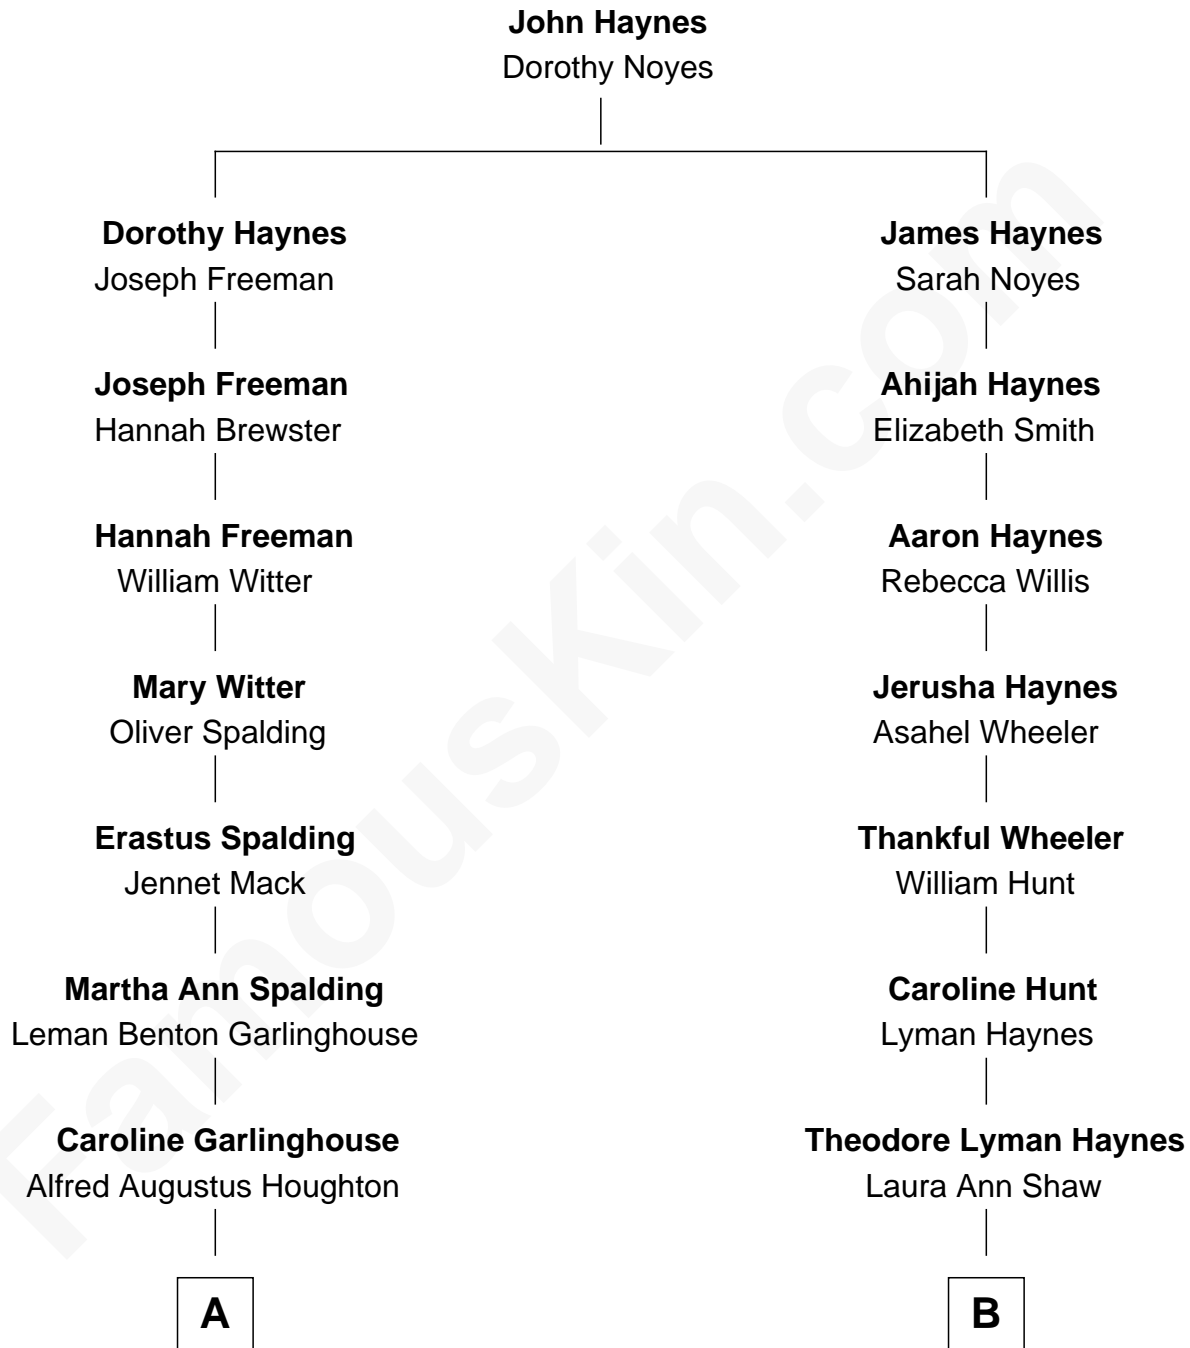 John Haynes
Dorothy Noyes
Dorothy Haynes
Joseph Freeman
James Haynes
Sarah Noyes
Joseph Freeman
Hannah Brewster
Ahijah Haynes
Elizabeth Smith
Hannah Freeman
William Witter
Aaron Haynes
Rebecca Willis
Mary Witter
Oliver Spalding
Jerusha Haynes
Asahel Wheeler
Erastus Spalding
Jennet Mack
Thankful Wheeler
William Hunt
Martha Ann Spalding
Leman Benton Garlinghouse
Caroline Hunt
Lyman Haynes
Caroline Garlinghouse
Alfred Augustus Houghton
Theodore Lyman Haynes
Laura Ann Shaw
A
B
FamousKin.com